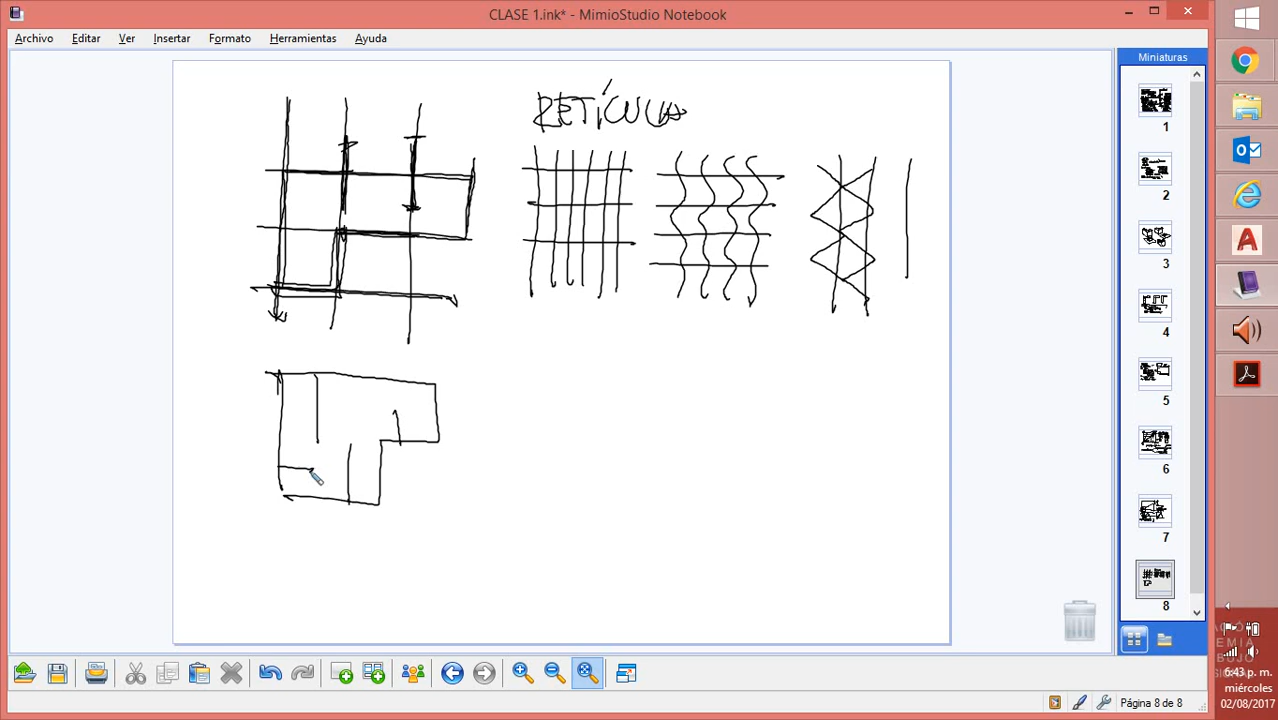 CLASE 1.ink* - MimioStudio Notebook
Archivo Editar Ver Insertar Formato Herramientas Ayuda
Miniaturas
RETÍCULA
1
2
3
4
5
6
7
8
6:43 p. m.
miércoles
02/08/2017
Página 8 de 8